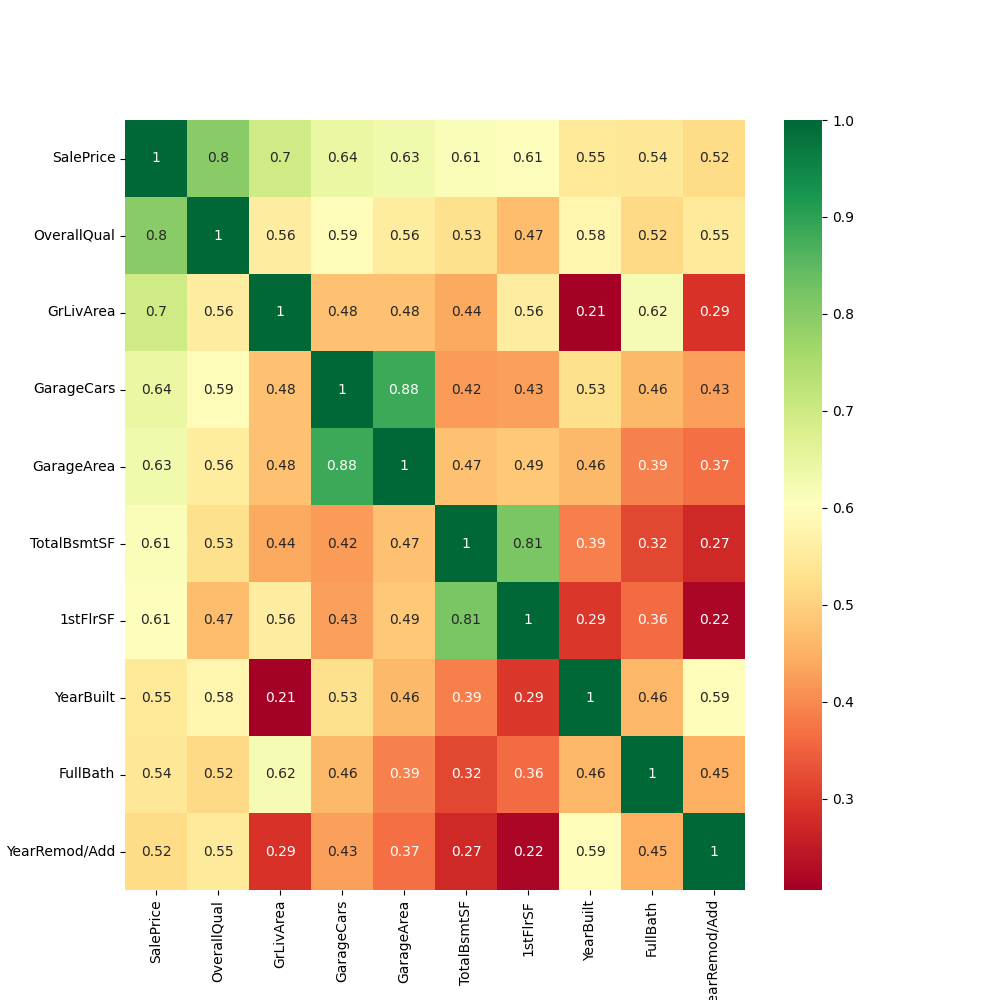 SalePrice 1 0.8 0.7 0.64 0.63 0.61 0.61 0.55 0.54 0.52
OverallQual 0.8 1 0.56 0.59 0.56 0.53 0.47 0.58 0.52 0.55
GrLivArea 0.7 0.56 1 0.48 0.48 0.44 0.56 0.21 0.62 0.29
GarageCars 0.64 0.59 0.48 1 0.88 0.42 0.43 0.53 0.46 0.43
GarageArea 0.63 0.56 0.48 0.88 1 0.47 0.49 0.46 0.39 0.37
TotalBsmtSF 0.61 0.53 0.44 0.42 0.47 1 0.81 0.39 0.32 0.27
1stFlrSF 0.61 0.47 0.56 0.43 0.49 0.81 1 0.29 0.36 0.22
YearBuilt 0.55 0.58 0.21 0.53 0.46 0.39 0.29 1 0.46 0.59
FullBath 0.54 0.52 0.62 0.46 0.39 0.32 0.36 0.46 1 0.45
YearRemod/Add 0.52 0.55 0.29 0.43 0.37 0.27 0.22 0.59 0.45 1
SalePrice
OverallQual
GrLivArea
GarageCars
GarageArea
TotalBsmtSF
1stFlrSF
YearBuilt
FullBath
earRemod/Add
1.0
0.9
0.8
0.7
0.6
0.5
0.4
0.3